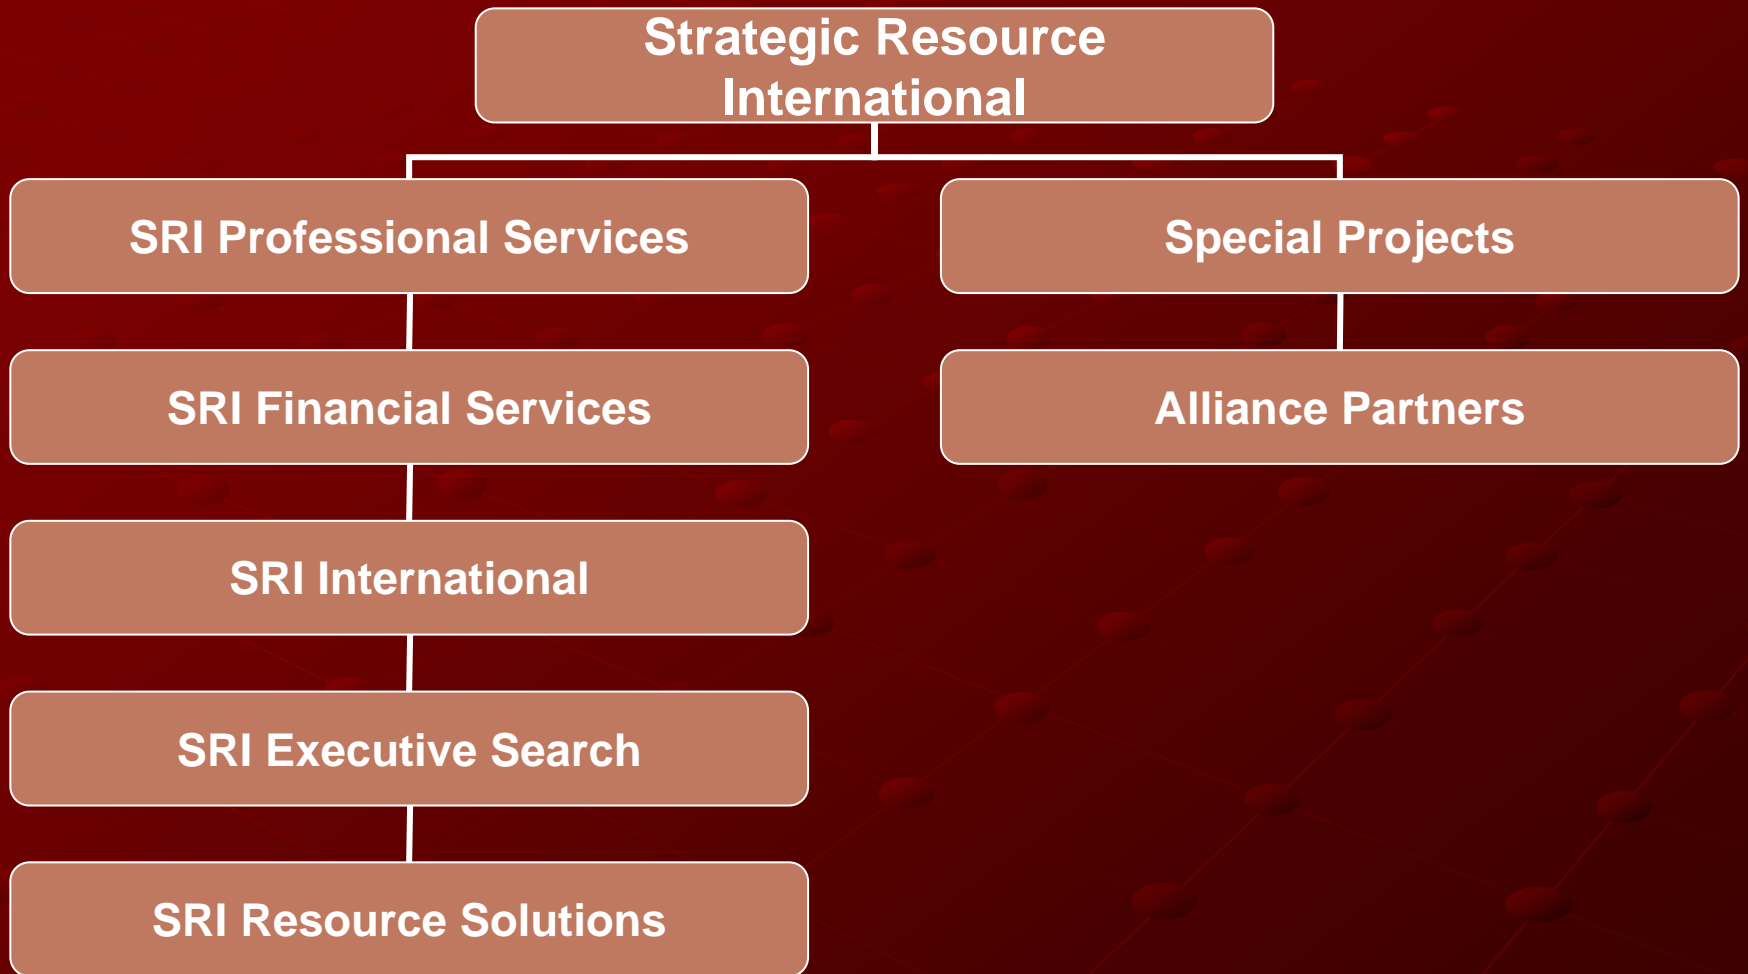 Strategic Resource
International
SRI Professional Services
Special Projects
SRI Financial Services
Alliance Partners
SRI International
SRI Executive Search
SRI Resource Solutions